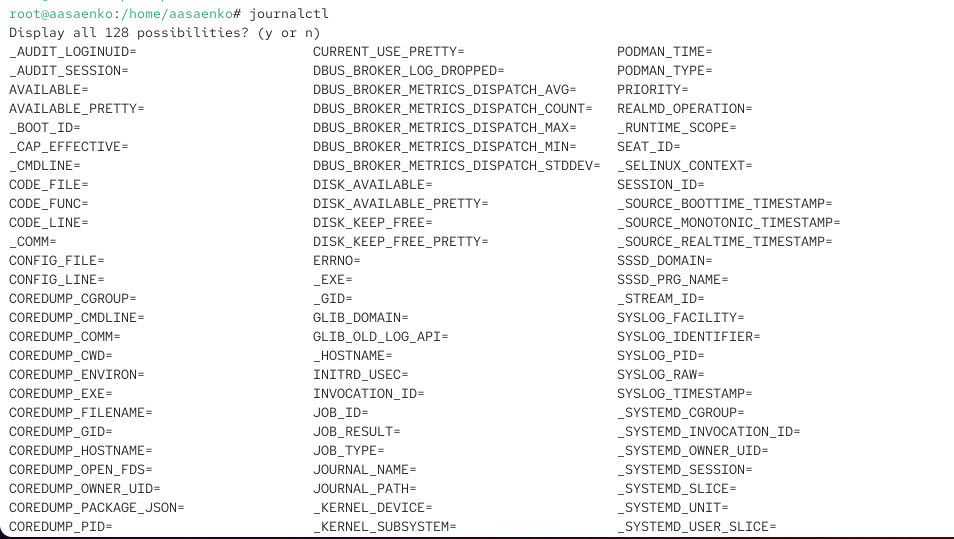 root@aasaenko:/home/aasaenko# journalctl
Display all 128 possibilities? (y or n)
_AUDIT_LOGINUID= CURRENT_USE_PRETTY= PODMAN_TIME=
_AUDIT_SESSION= DBUS_BROKER_LOG_DROPPED= PODMAN_TYPE=
AVAILABLE= DBUS_BROKER_METRICS_DISPATCH_AVG= PRIORITY=
AVAILABLE_PRETTY= DBUS_BROKER_METRICS_DISPATCH_COUNT= REALMD_OPERATION=
_BOOT_ID= DBUS_BROKER_METRICS_DISPATCH_MAX= _RUNTIME_SCOPE=
_CAP_EFFECTIVE= DBUS_BROKER_METRICS_DISPATCH_MIN= SEAT_ID=
_CMDLINE= DBUS_BROKER_METRICS_DISPATCH_STDDEV= _SELINUX_CONTEXT=
CODE_FILE= DISK_AVAILABLE= SESSION_ID=
CODE_FUNC= DISK_AVAILABLE_PRETTY= _SOURCE_BOOTTIME_TIMESTAMP=
CODE_LINE= DISK_KEEP_FREE= _SOURCE_MONOTONIC_TIMESTAMP=
_COMM= DISK_KEEP_FREE_PRETTY= _SOURCE_REALTIME_TIMESTAMP=
CONFIG_FILE= ERRNO= SSSD_DOMAIN=
CONFIG_LINE= _EXE= SSSD_PRG_NAME=
COREDUMP_CGROUP= _GID= _STREAM_ID=
COREDUMP_CMDLINE= GLIB_DOMAIN= SYSLOG_FACILITY=
COREDUMP_COMM= GLIB_OLD_LOG_API= SYSLOG_IDENTIFIER=
COREDUMP_CWD= _HOSTNAME= SYSLOG_PID=
COREDUMP_ENVIRON= INITRD_USEC= SYSLOG_RAW=
COREDUMP_EXE= INVOCATION_ID= SYSLOG_TIMESTAMP=
COREDUMP_FILENAME= JOB_ID= _SYSTEMD_CGROUP=
COREDUMP_GID= JOB_RESULT= _SYSTEMD_INVOCATION_ID=
COREDUMP_HOSTNAME= JOB_TYPE= _SYSTEMD_OWNER_UID=
COREDUMP_OPEN_FDS= JOURNAL_NAME= _SYSTEMD_SESSION=
COREDUMP_OWNER_UID= JOURNAL_PATH= _SYSTEMD_SLICE=
COREDUMP_PACKAGE_JSON= _KERNEL_DEVICE= _SYSTEMD_UNIT=
COREDUMP_PID= _KERNEL_SUBSYSTEM= _SYSTEMD_USER_SLICE=